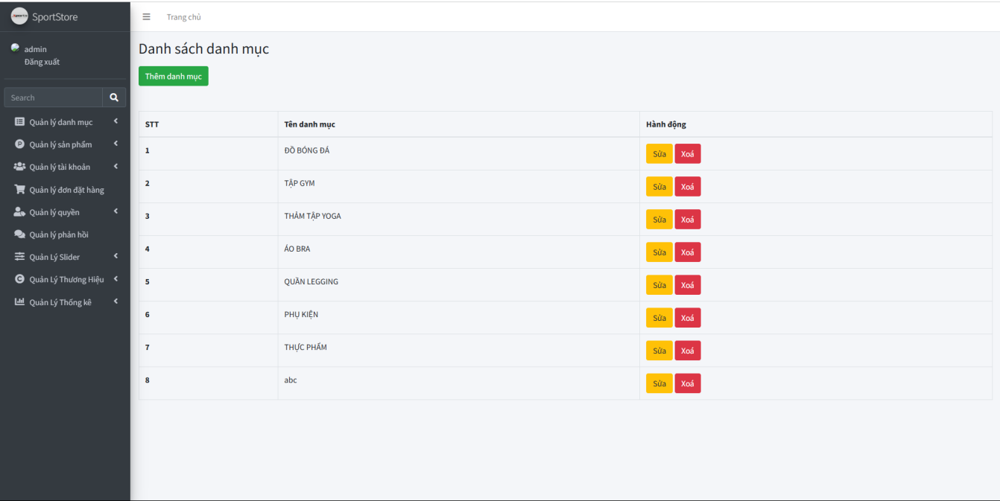 SportStore
Trang chủ
admin
Đăng xuất
Search
Quản lý danh mục
Quản lý sản phẩm
Quản lý tài khoản
Quản lý đơn đặt hàng
Quản lý quyền
Quản lý phản hồi
Quản Lý Slider
Quản Lý Thương Hiệu
Quản Lý Thống kê
Danh sách danh mục
Thêm danh mục
STT Tên danh mục Hành động
1 ĐỒ BÓNG ĐÁ Sửa Xoá
2 TẬP GYM Sửa Xoá
3 THẢM TẬP YOGA Sửa Xoá
4 ÁO BRA Sửa Xoá
5 QUẦN LEGGING Sửa Xoá
6 PHỤ KIỆN Sửa Xoá
7 THỰC PHẨM Sửa Xoá
8 abc Sửa Xoá